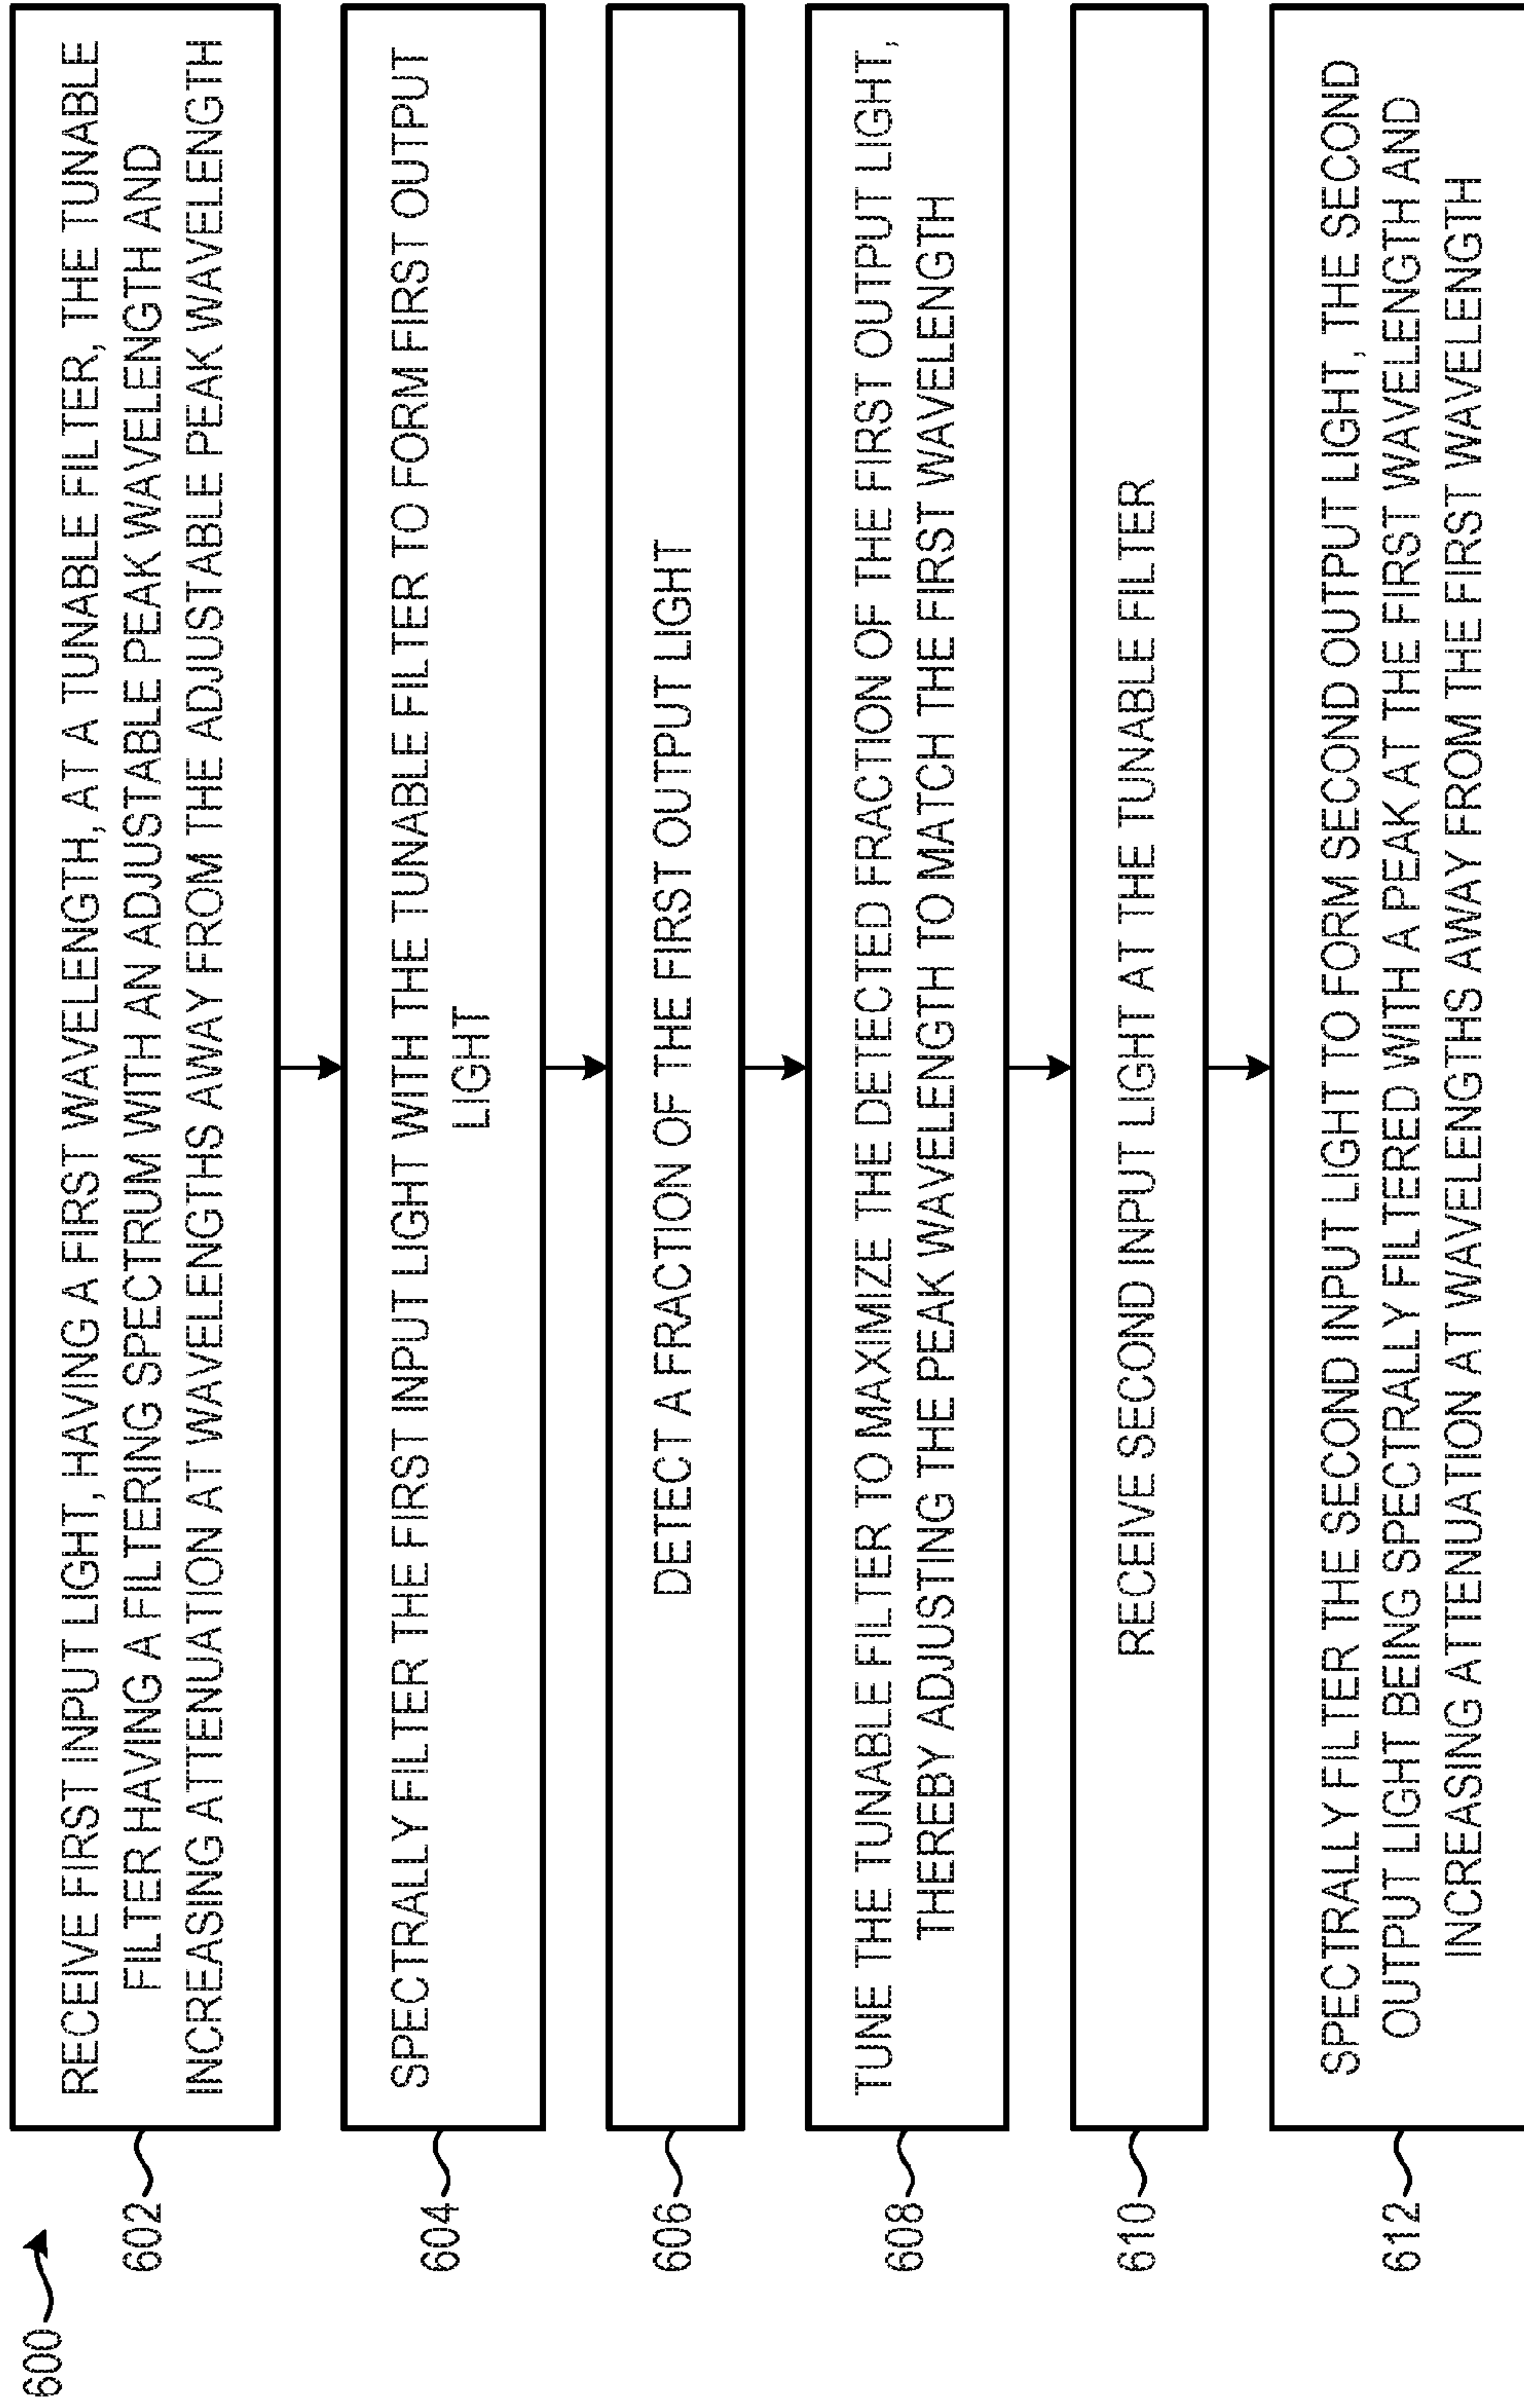 600
602
RECEIVE FIRST INPUT LIGHT, HAVING A FIRST WAVELENGTH, AT A TUNABLE FILTER, THE TUNABLE
FILTER HAVING A FILTERING SPECTRUM WITH AN ADJUSTABLE PEAK WAVELENGTH AND
INCREASING ATTENUATION AT WAVELENGTHS AWAY FROM THE ADJUSTABLE PEAK WAVELENGTH
604
SPECTRALLY FILTER THE FIRST INPUT LIGHT WITH THE TUNABLE FILTER TO FORM FIRST OUTPUT
LIGHT
606
DETECT A FRACTION OF THE FIRST OUTPUT LIGHT
608
TUNE THE TUNABLE FILTER TO MAXIMIZE THE DETECTED FRACTION OF THE FIRST OUTPUT LIGHT,
THEREBY ADJUSTING THE PEAK WAVELENGTH TO MATCH THE FIRST WAVELENGTH
610
RECEIVE SECOND INPUT LIGHT AT THE TUNABLE FILTER
612
SPECTRALLY FILTER THE SECOND INPUT LIGHT TO FORM SECOND OUTPUT LIGHT, THE SECOND
OUTPUT LIGHT BEING SPECTRALLY FILTERED WITH A PEAK AT THE FIRST WAVELENGTH AND
INCREASING ATTENUATION AT WAVELENGTHS AWAY FROM THE FIRST WAVELENGTH